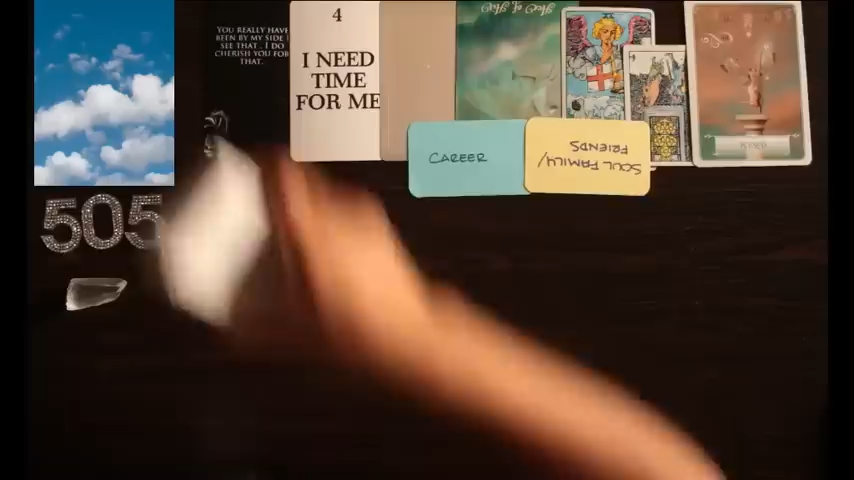 YOU REALLY HAVE
BEEN BY MY SIDE I
SEE THAT . I DO
CHERISH YOU FOR
THAT.
4
I NEED
TIME
FOR ME
CAREER
SOUL FAMILY/
FRIENDS
505